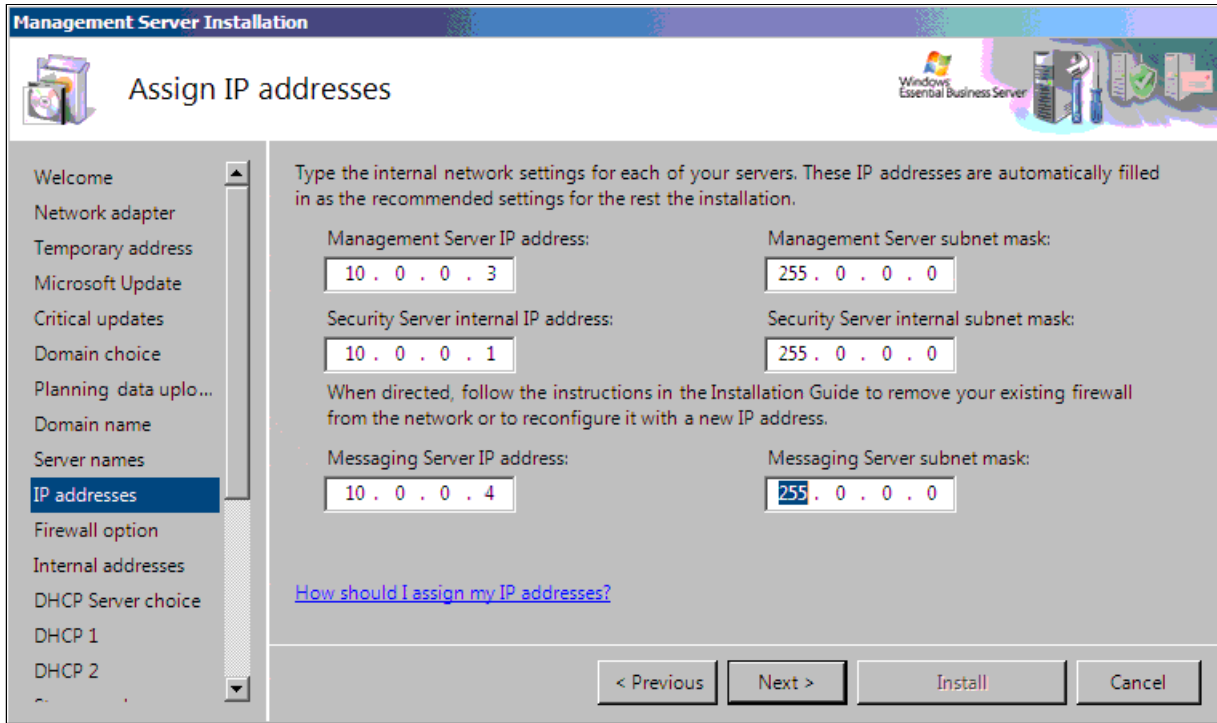 Management Server Installation
Assign IP addresses
Windows
Essential Business Server
Welcome
Network adapter
Temporary address
Microsoft Update
Critical updates
Domain choice
Planning data uplo...
Domain name
Server names
IP addresses
Firewall option
Internal addresses
DHCP Server choice
DHCP 1
DHCP 2
Type the internal network settings for each of your servers. These IP addresses are automatically filled
in as the recommended settings for the rest the installation.
Management Server IP address: Management Server subnet mask:
10 . 0 . 0 . 3 255 . 0 . 0 . 0
Security Server internal IP address: Security Server internal subnet mask:
10 . 0 . 0 . 1 255 . 0 . 0 . 0
When directed, follow the instructions in the Installation Guide to remove your existing firewall
from the network or to reconfigure it with a new IP address.
Messaging Server IP address: Messaging Server subnet mask:
10 . 0 . 0 . 4 255 . 0 . 0 . 0
How should I assign my IP addresses?
< Previous Next > Install Cancel